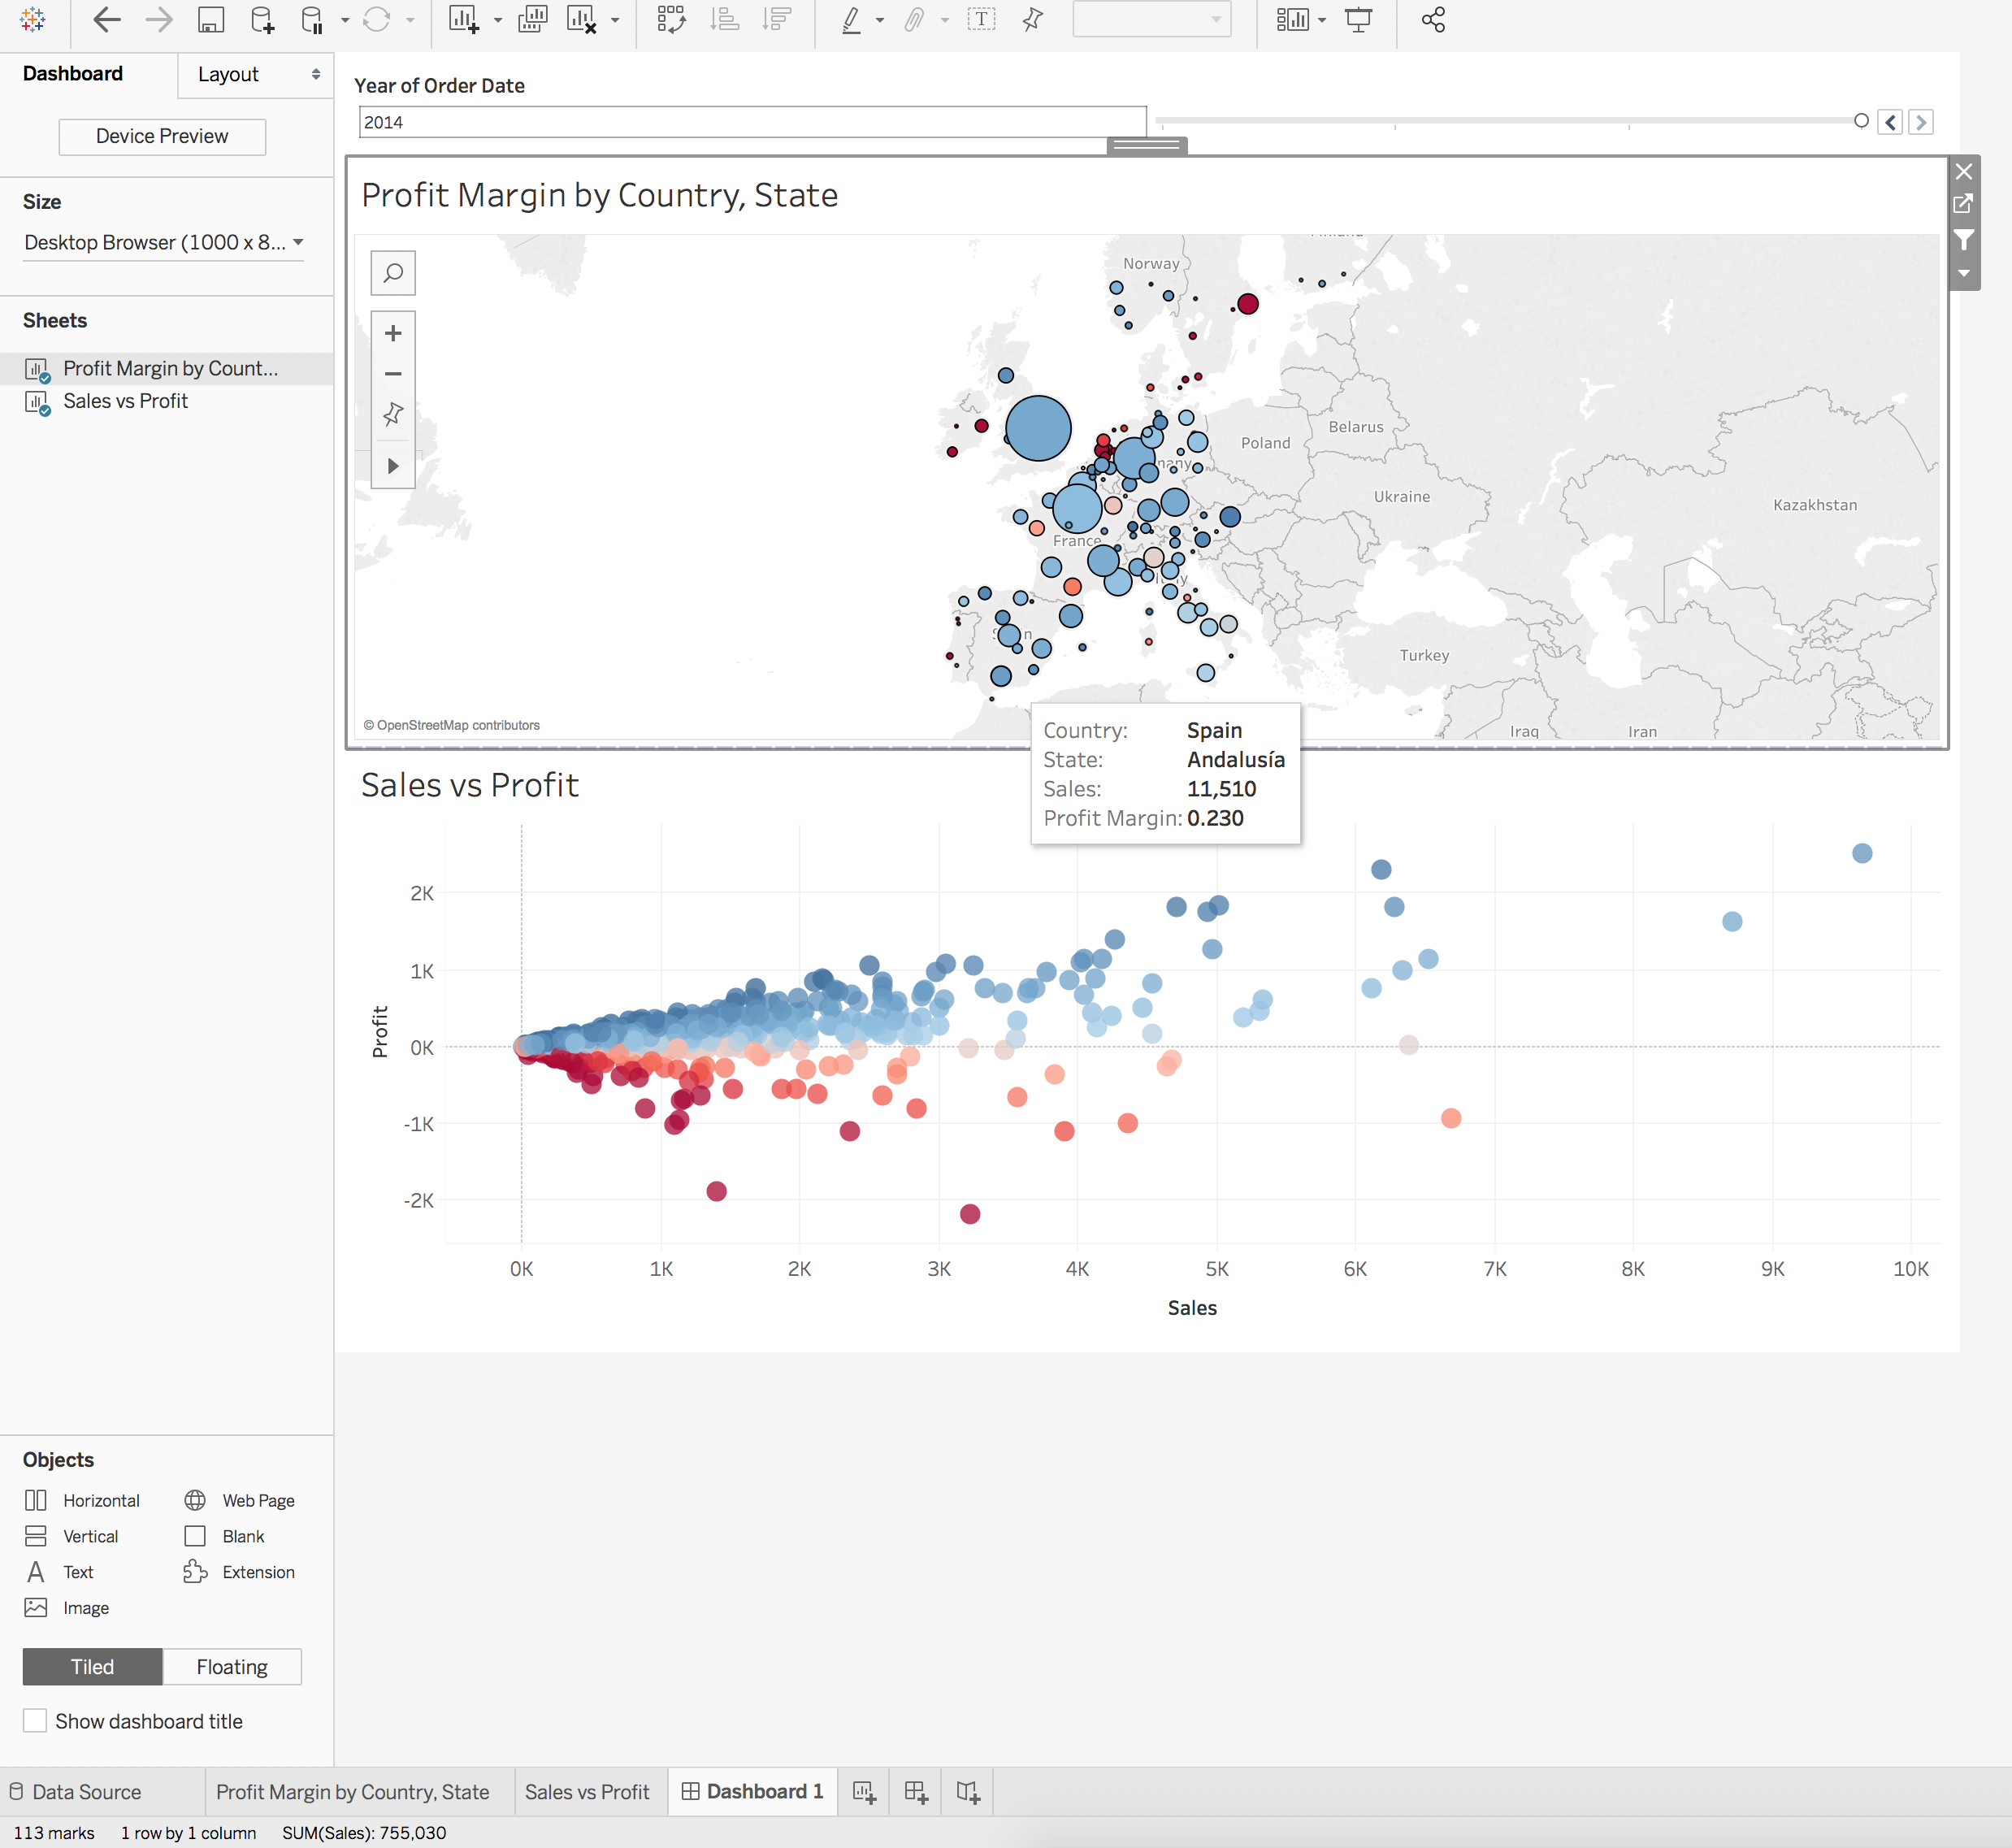 Dashboard
Layout
Device Preview
Size
Desktop Browser (1000 x 8...
Sheets
Profit Margin by Count...
Sales vs Profit
Year of Order Date
2014
Profit Margin by Country, State
Norway
Poland
Belarus
Ukraine
Kazakhstan
France
Turkey
Iraq
Iran
© OpenStreetMap contributors
Country: Spain
State: Andalusía
Sales: 11,510
Profit Margin: 0.230
Sales vs Profit
Profit
2K
1K
0K
-1K
-2K
0K 1K 2K 3K 4K 5K 6K 7K 8K 9K 10K
Sales
Objects
Horizontal Web Page
Vertical Blank
Text Extension
Image
Tiled Floating
Show dashboard title
Data Source Profit Margin by Country, State Sales vs Profit Dashboard 1
113 marks 1 row by 1 column SUM(Sales): 755,030